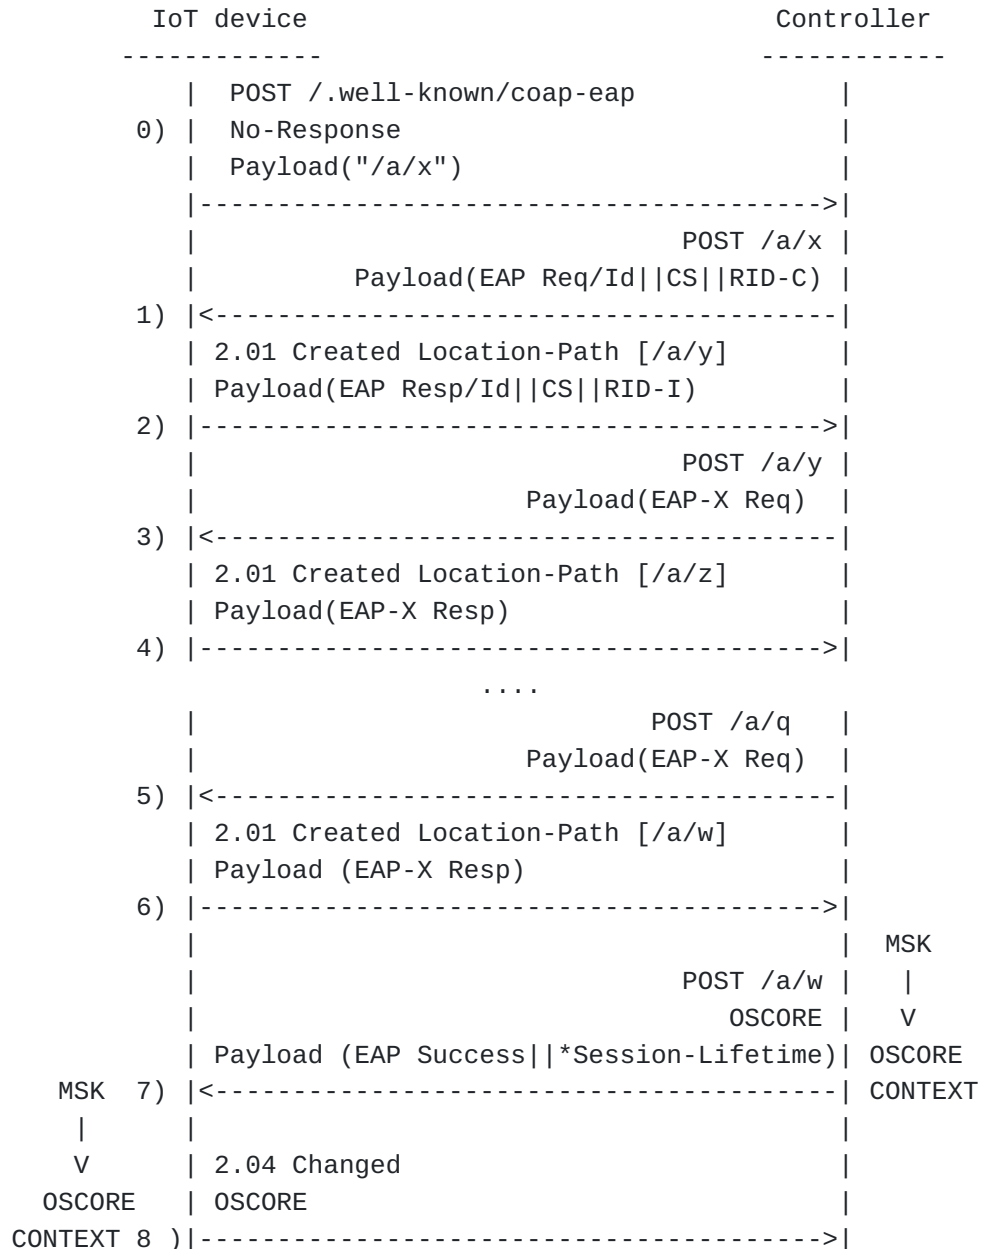 IoT device                              Controller
-------------                            ------------
|  POST /.well-known/coap-eap             |
0) |  No-Response                            |
|  Payload("/a/x")                        |
|---------------------------------------->|
|                               POST /a/x |
|          Payload(EAP Req/Id||CS||RID-C) |
1) |<----------------------------------------|
| 2.01 Created Location-Path [/a/y]       |
| Payload(EAP Resp/Id||CS||RID-I)         |
2) |---------------------------------------->|
|                               POST /a/y |
|                     Payload(EAP-X Req)  |
3) |<----------------------------------------|
| 2.01 Created Location-Path [/a/z]       |
| Payload(EAP-X Resp)                     |
4) |---------------------------------------->|
....
|                             POST /a/q   |
|                     Payload(EAP-X Req)  |
5) |<----------------------------------------|
| 2.01 Created Location-Path [/a/w]       |
| Payload (EAP-X Resp)                    |
6) |---------------------------------------->|
|                                         |  MSK
|                               POST /a/w |   |
|                                  OSCORE |   V
| Payload (EAP Success||*Session-Lifetime)| OSCORE
MSK  7) |<----------------------------------------| CONTEXT
|      |                                         |
V      | 2.04 Changed                            |
OSCORE   | OSCORE                                  |
CONTEXT 8 )|---------------------------------------->|